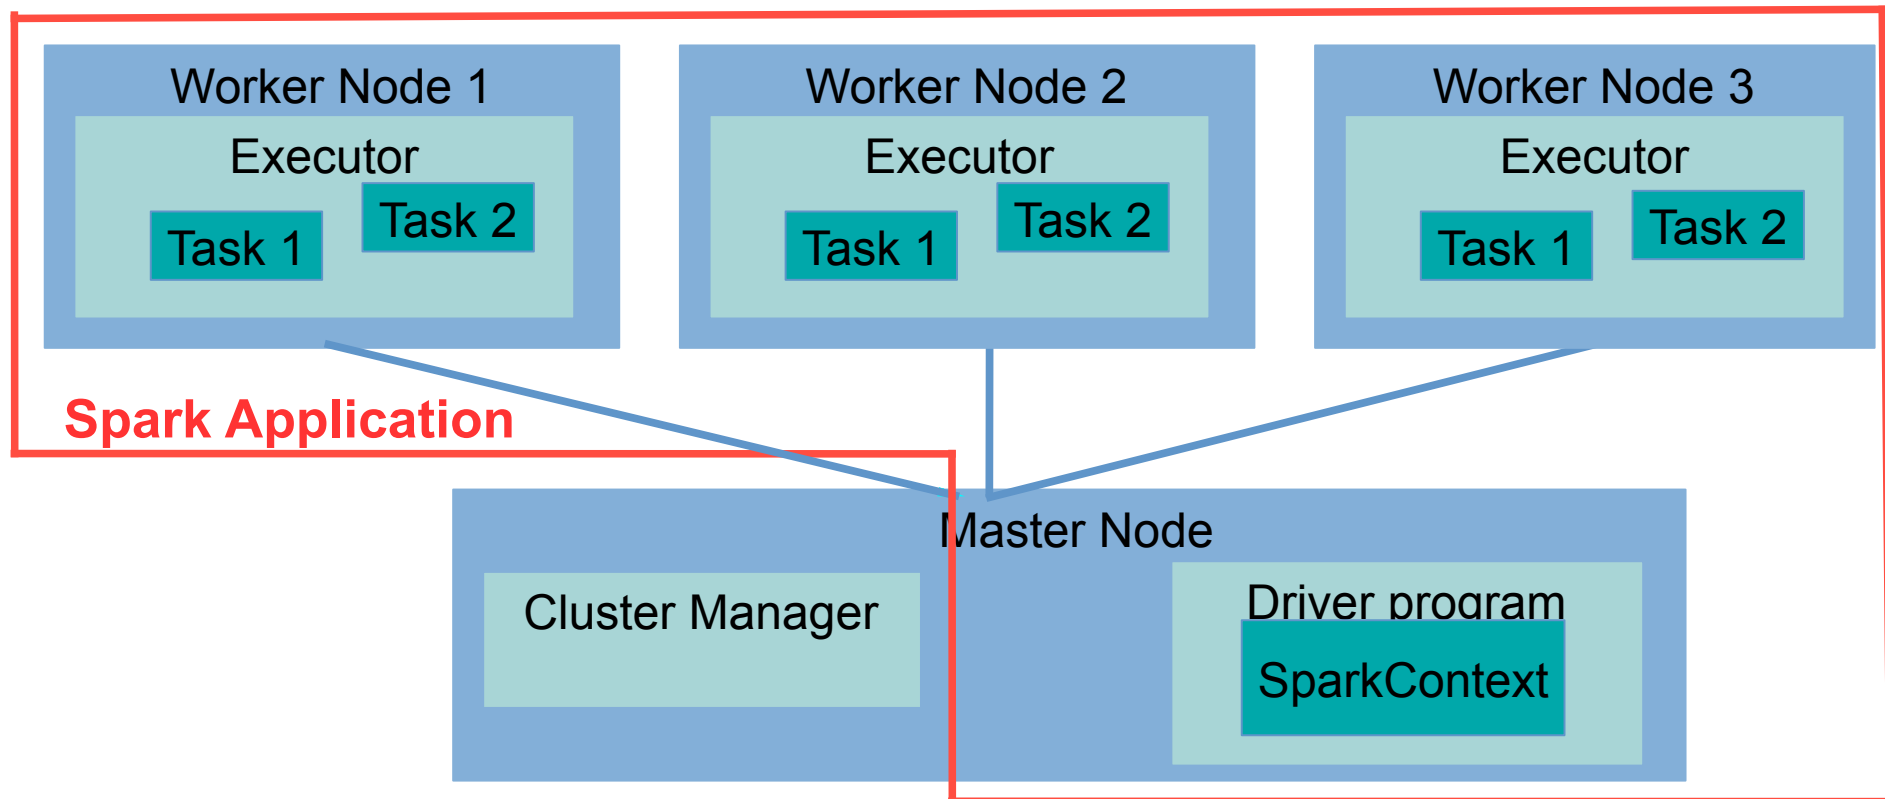 Worker Node 1
Executor
Task 1
Task 2
Worker Node 2
Executor
Task 1
Task 2
Worker Node 3
Executor
Task 1
Task 2
Spark Application
Master Node
Cluster Manager
Driver program
SparkContext